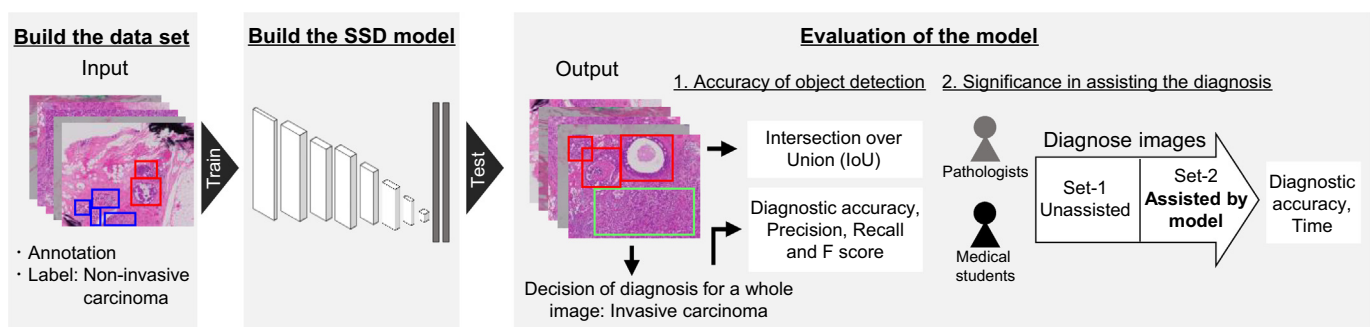 Build the data set
Input
・Annotation
・Label: Non-invasive
carcinoma
Train
Build the SSD model
Test
Evaluation of the model
Output
1. Accuracy of object detection
Intersection over
Union (IoU)
Diagnostic accuracy,
Precision, Recall
and F score
Decision of diagnosis for a whole
image: Invasive carcinoma
2. Significance in assisting the diagnosis
Pathologists
Medical
students
Diagnose images
Set-1
Unassisted
Set-2
Assisted by
model
Diagnostic
accuracy,
Time